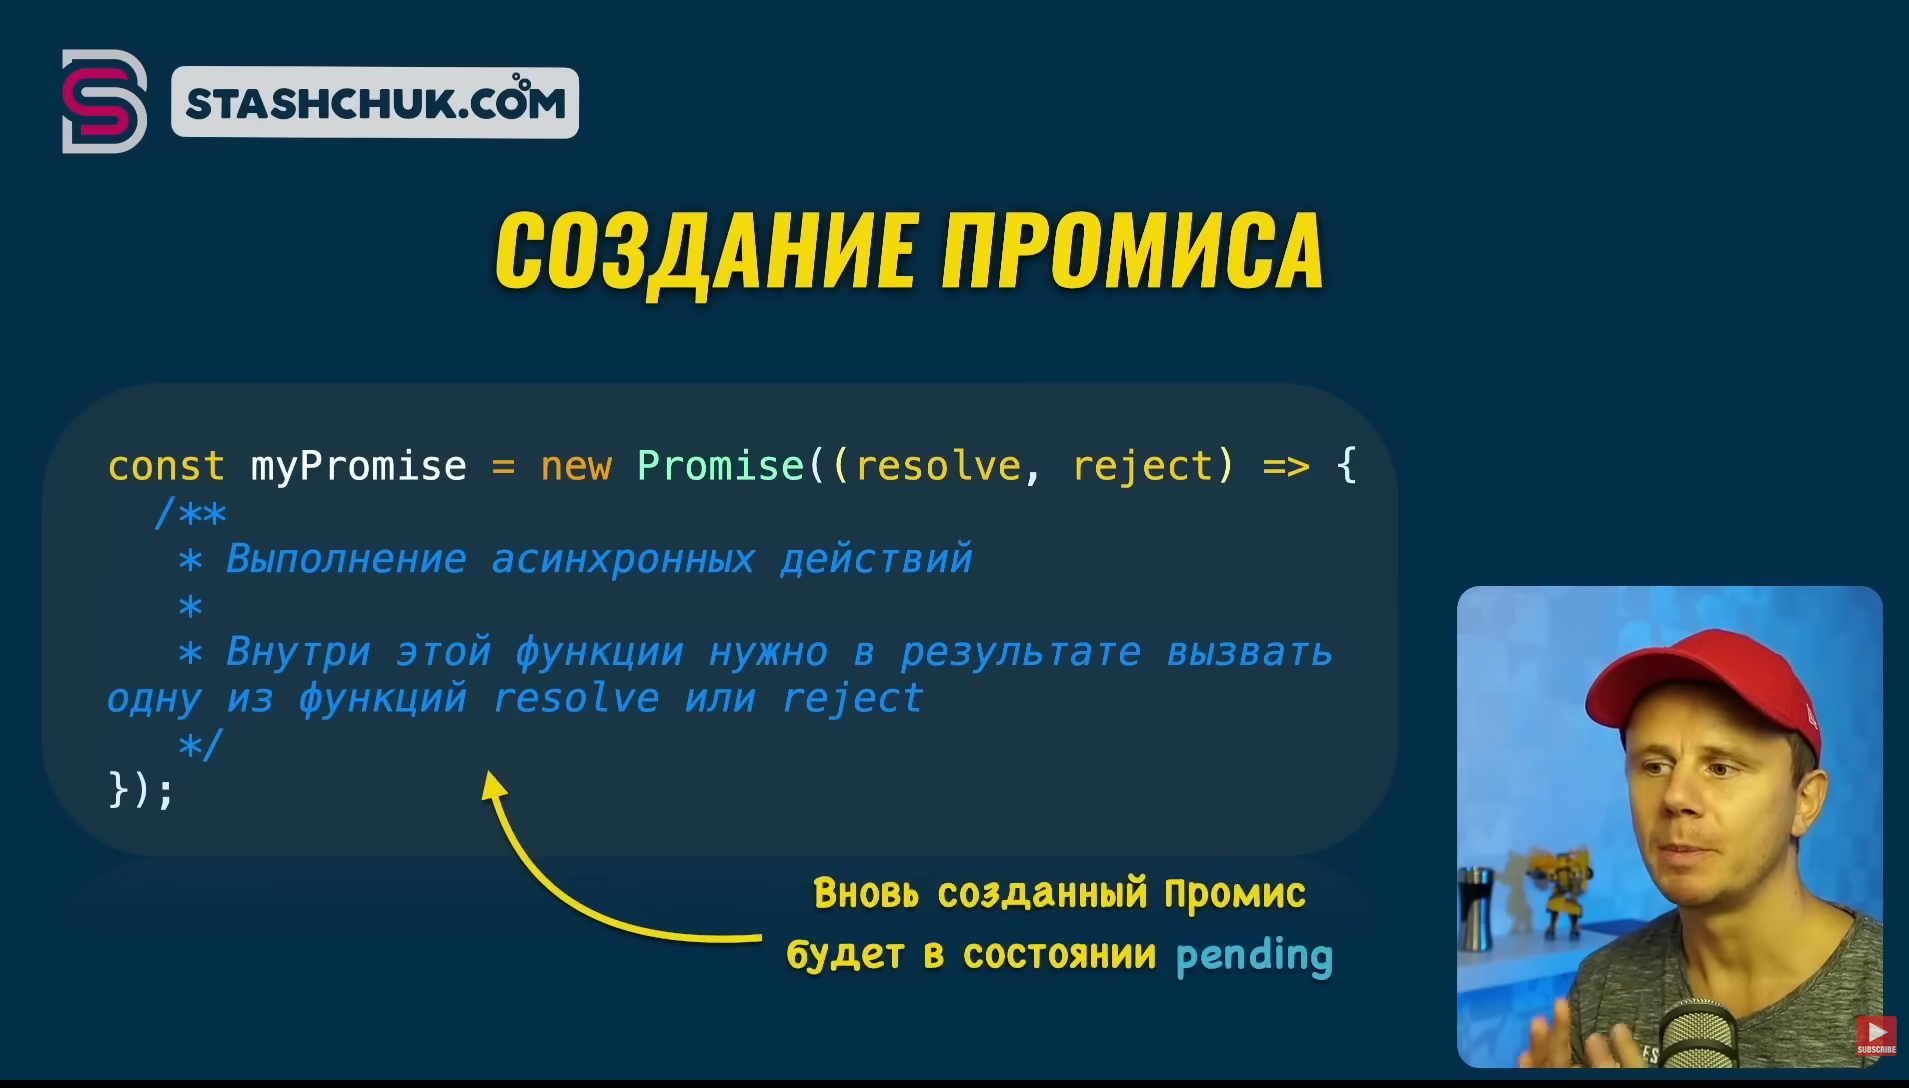 STASHCHUK.COM
СОЗДАНИЕ ПРОМИСА
const myPromise = new Promise((resolve, reject) => {
/**
* Выполнение асинхронных действий
*
* Внутри этой функции нужно в результате вызвать
одну из функций resolve или reject
*/
});
Вновь созданный Промис
будет в состоянии pending
SUBSCRIBE